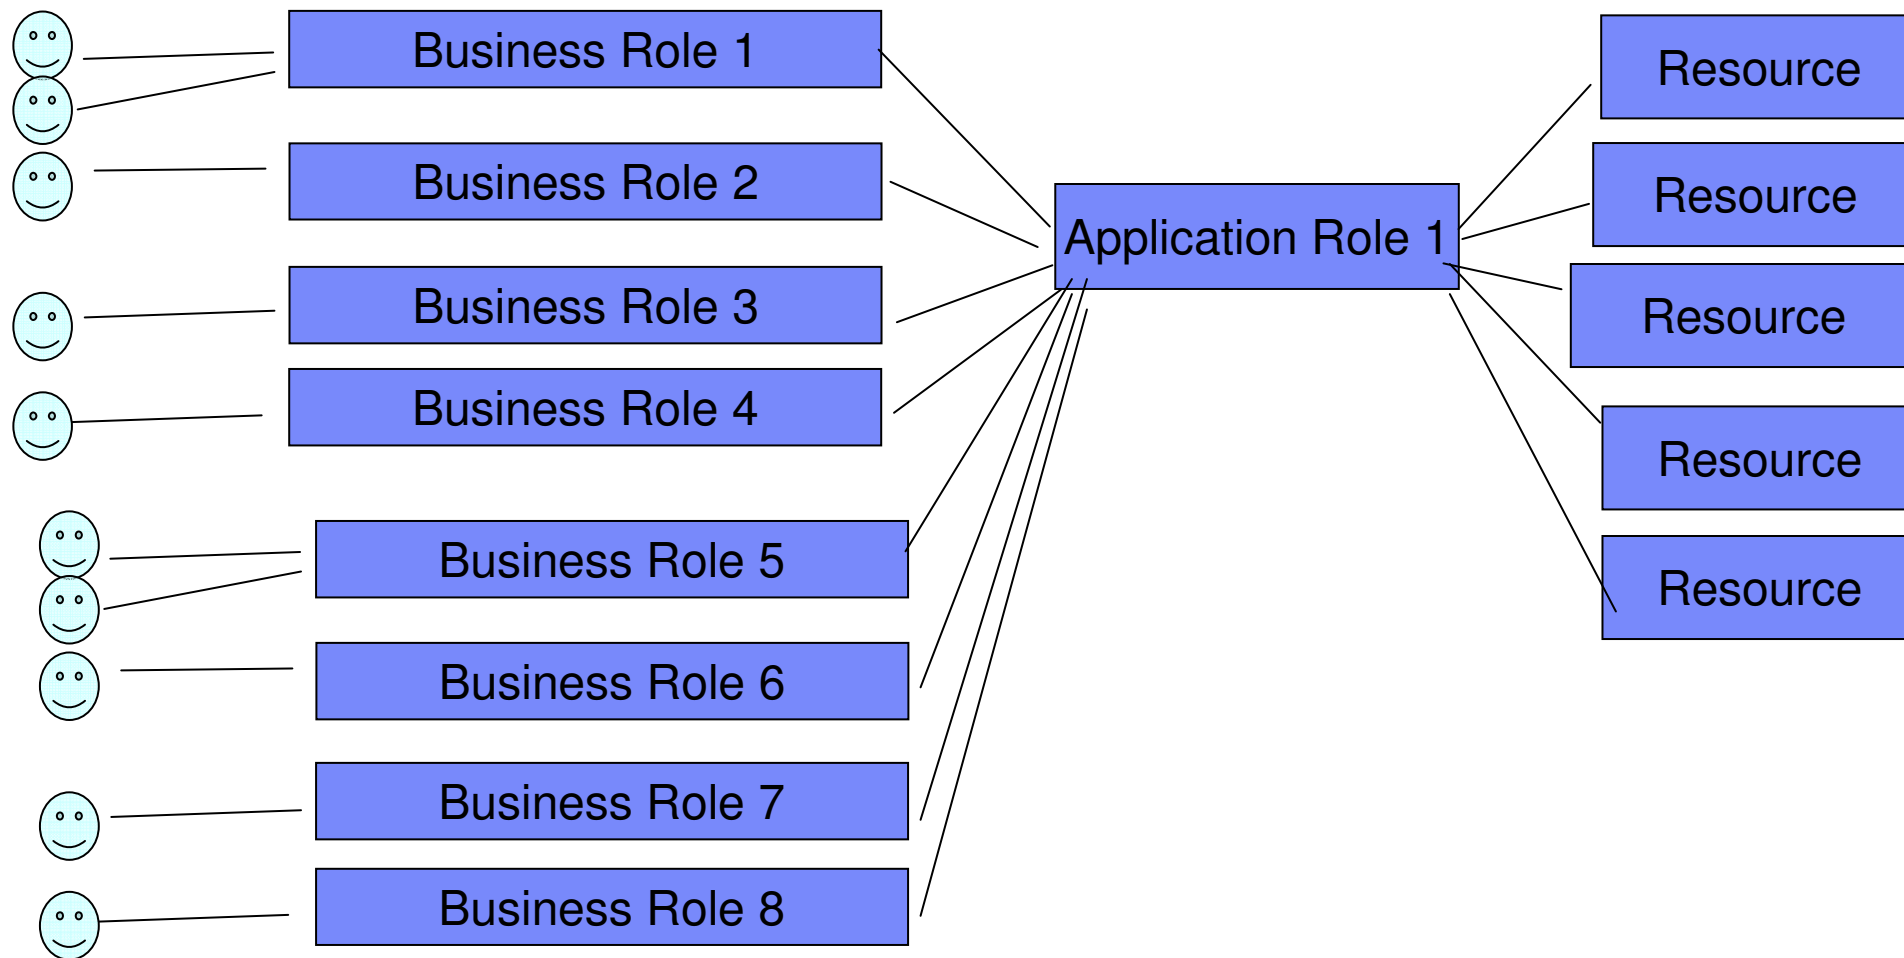 Business Role 1
Business Role 2
Business Role 3
Business Role 4
Business Role 5
Business Role 6
Business Role 7
Business Role 8
Application Role 1
Resource
Resource
Resource
Resource
Resource